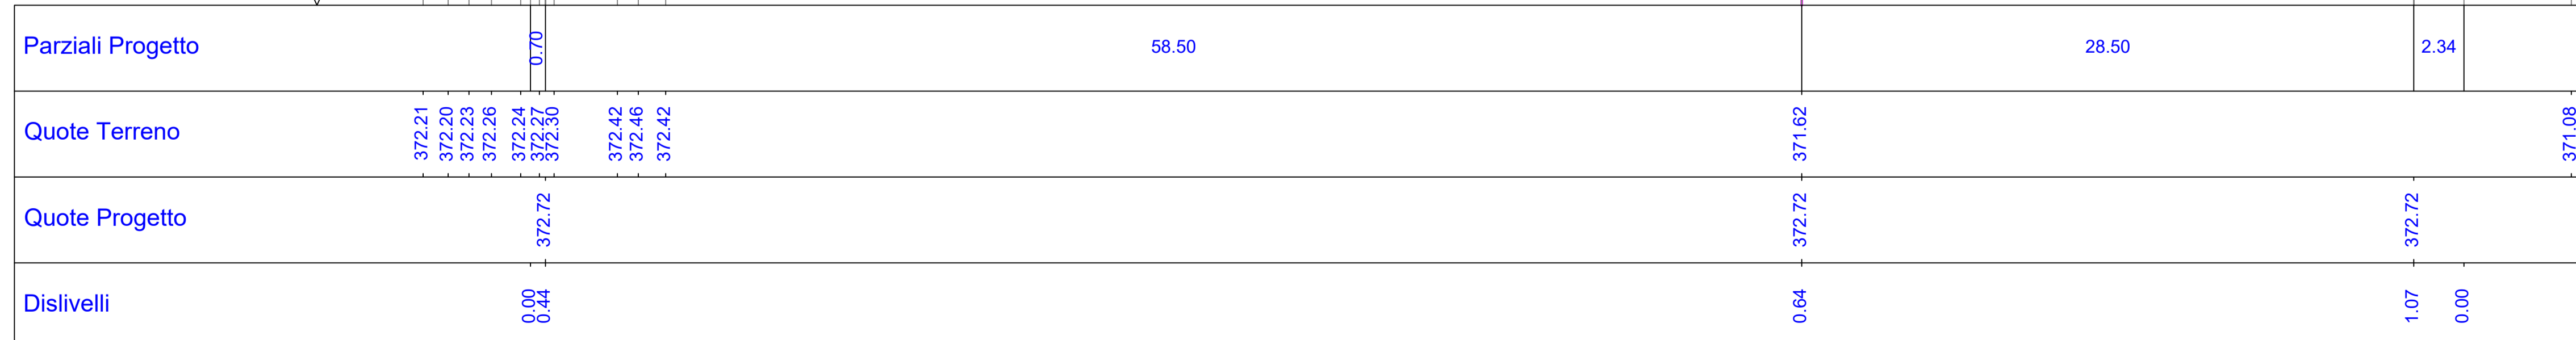 Parziali Progetto 0.70 58.50 28.50 2.34
Quote Terreno 372.21 372.20 372.23 372.26 372.24 372.27 372.30 372.42 372.46 372.42 371.62 371.08
Quote Progetto 372.72 372.72 372.72
Dislivelli 0.00 0.44 0.64 1.07 0.00